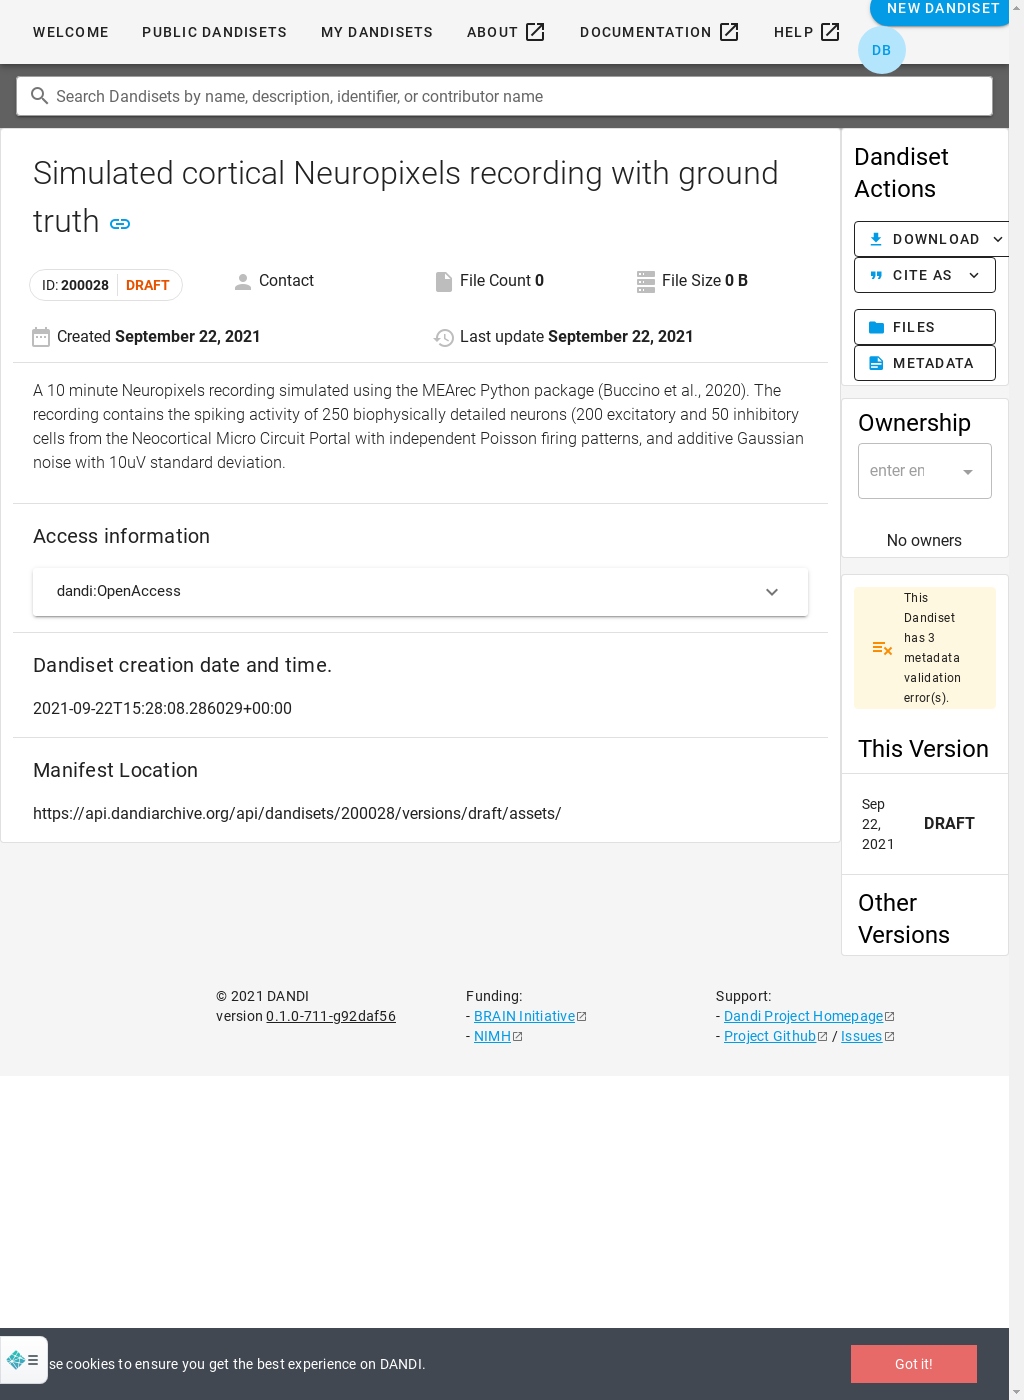 WELCOME
PUBLIC DANDISETS
MY DANDISETS
ABOUT
DOCUMENTATION
HELP
NEW DANDISET
DB
Search Dandisets by name, description, identifier, or contributor name
Simulated cortical Neuropixels recording with ground
truth
ID: 200028 DRAFT
Contact
File Count 0
File Size 0 B
Created September 22, 2021
Last update September 22, 2021
A 10 minute Neuropixels recording simulated using the MEArec Python package (Buccino et al., 2020). The
recording contains the spiking activity of 250 biophysically detailed neurons (200 excitatory and 50 inhibitory
cells from the Neocortical Micro Circuit Portal with independent Poisson firing patterns, and additive Gaussian
noise with 10uV standard deviation.
Access information
dandi:OpenAccess
Dandiset creation date and time.
2021-09-22T15:28:08.286029+00:00
Manifest Location
https://api.dandiarchive.org/api/dandisets/200028/versions/draft/assets/
Dandiset
Actions
DOWNLOAD
CITE AS
FILES
METADATA
Ownership
enter en
No owners
This
Dandiset
has 3
metadata
validation
error(s).
This Version
Sep
22,
2021
DRAFT
Other
Versions
© 2021 DANDI
version 0.1.0-711-g92daf56
Funding:
- BRAIN Initiative
- NIMH
Support:
- Dandi Project Homepage
- Project Github / Issues
se cookies to ensure you get the best experience on DANDI.
Got it!